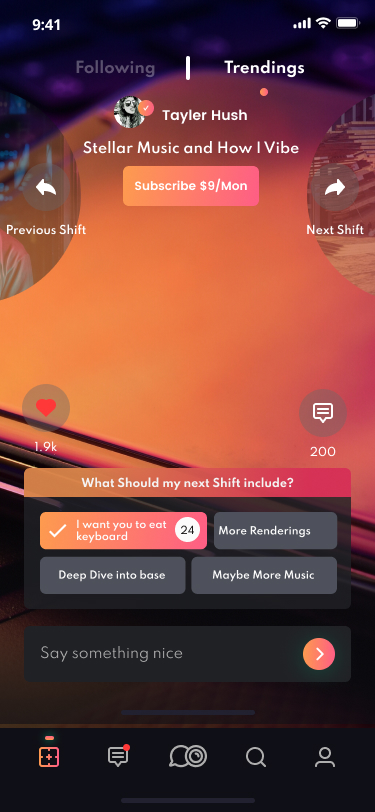 9:41
Following
Trendings
Tayler Hush
Stellar Music and How I Vibe
Subscribe $9/Mon
Previous Shift
Next Shift
1.9k
200
What Should my next Shift include?
I want you to eat
keyboard
24
More Renderings
Deep Dive into base
Maybe More Music
Say something nice